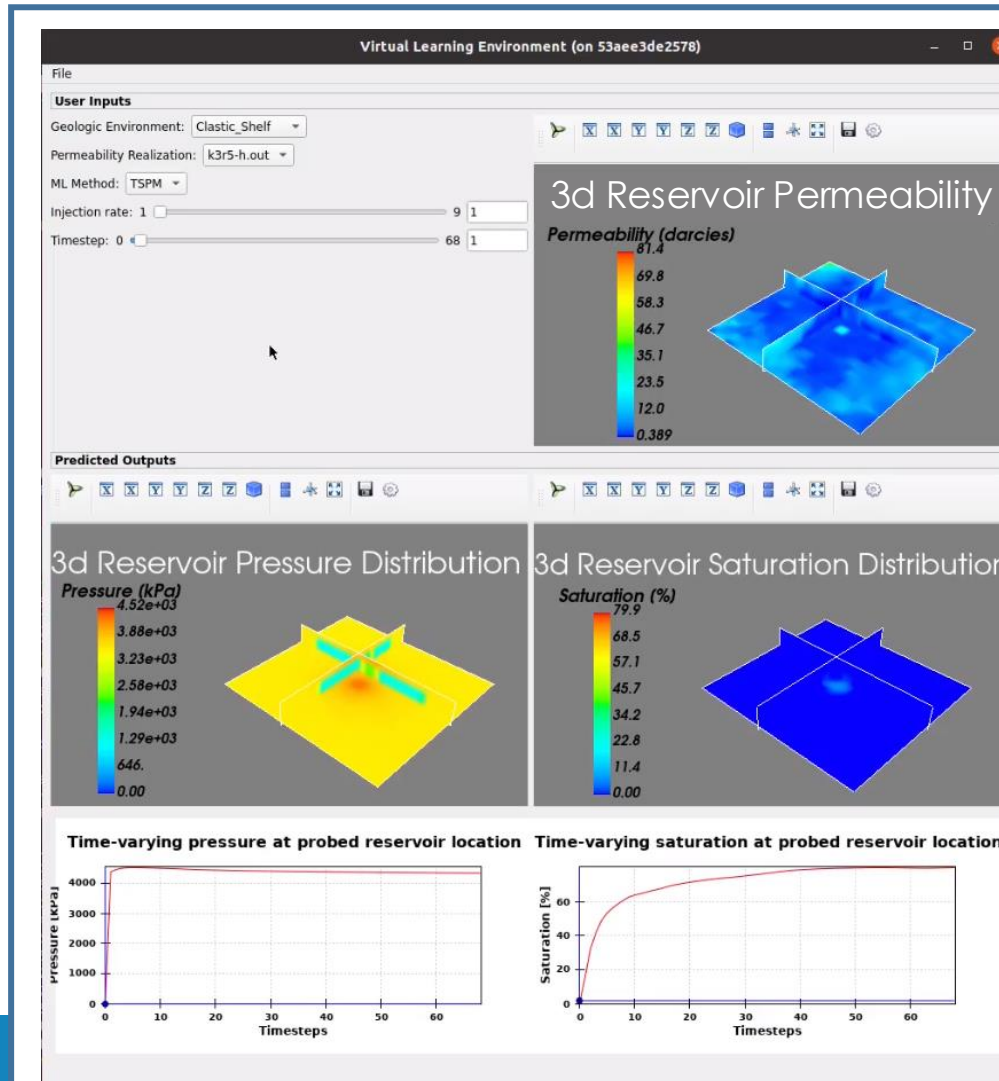 Virtual Learning Environment (on 53aee3de2578)
File
User Inputs
Geologic Environment: Clastic_Shelf
Permeability Realization: k3r5-h.out
ML Method: TSPM
Injection rate: 1 9 1
Timestep: 0 68 1
X X Y Y Z Z
3d Reservoir Permeability
Permeability (darcies)
81.4
69.8
58.3
46.7
35.1
23.5
12.0
0.389
Predicted Outputs
X X Y Y Z Z
3d Reservoir Pressure Distribution
Pressure (kPa)
4.52e+03
3.88e+03
3.23e+03
2.58e+03
1.94e+03
1.29e+03
646.
0.00
X X Y Y Z Z
3d Reservoir Saturation Distribution
Saturation (%)
79.9
68.5
57.1
45.7
34.2
22.8
11.4
0.00
Time-varying pressure at probed reservoir location
Pressure [kPa]
4000
3000
2000
1000
0
0 10 20 30 40 50 60
Timesteps
Time-varying saturation at probed reservoir location
Saturation [%]
60
40
20
0
0 10 20 30 40 50 60
Timesteps